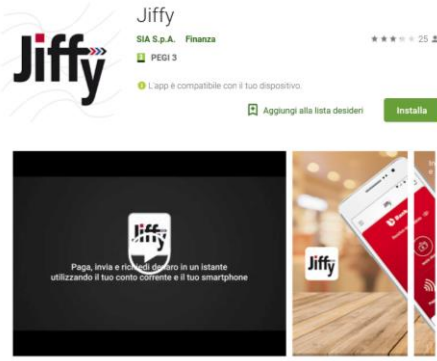 Jiffy
Jiffy
SIA S.p.A. Finanza
25
PEGI 3
L'app è compatibile con il tuo dispositivo.
Aggiungi alla lista desideri
Installa
Jiffy
Paga, invia e richiedi denaro in un istante
utilizzando il tuo conto corrente e il tuo smartphone
Jiffy